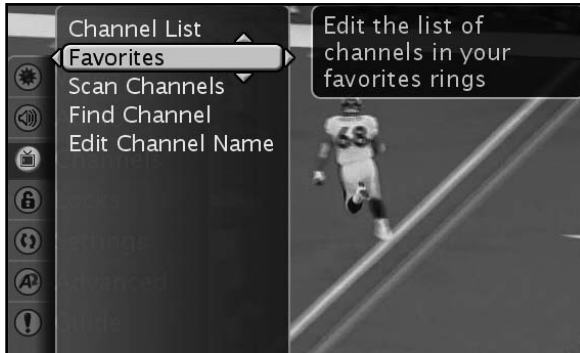 Channel List
Favorites
Scan Channels
Find Channel
Edit Channel Name
Edit the list of
channels in your
favorites rings
Channels
Locks
Settings
Advanced
Guide
68